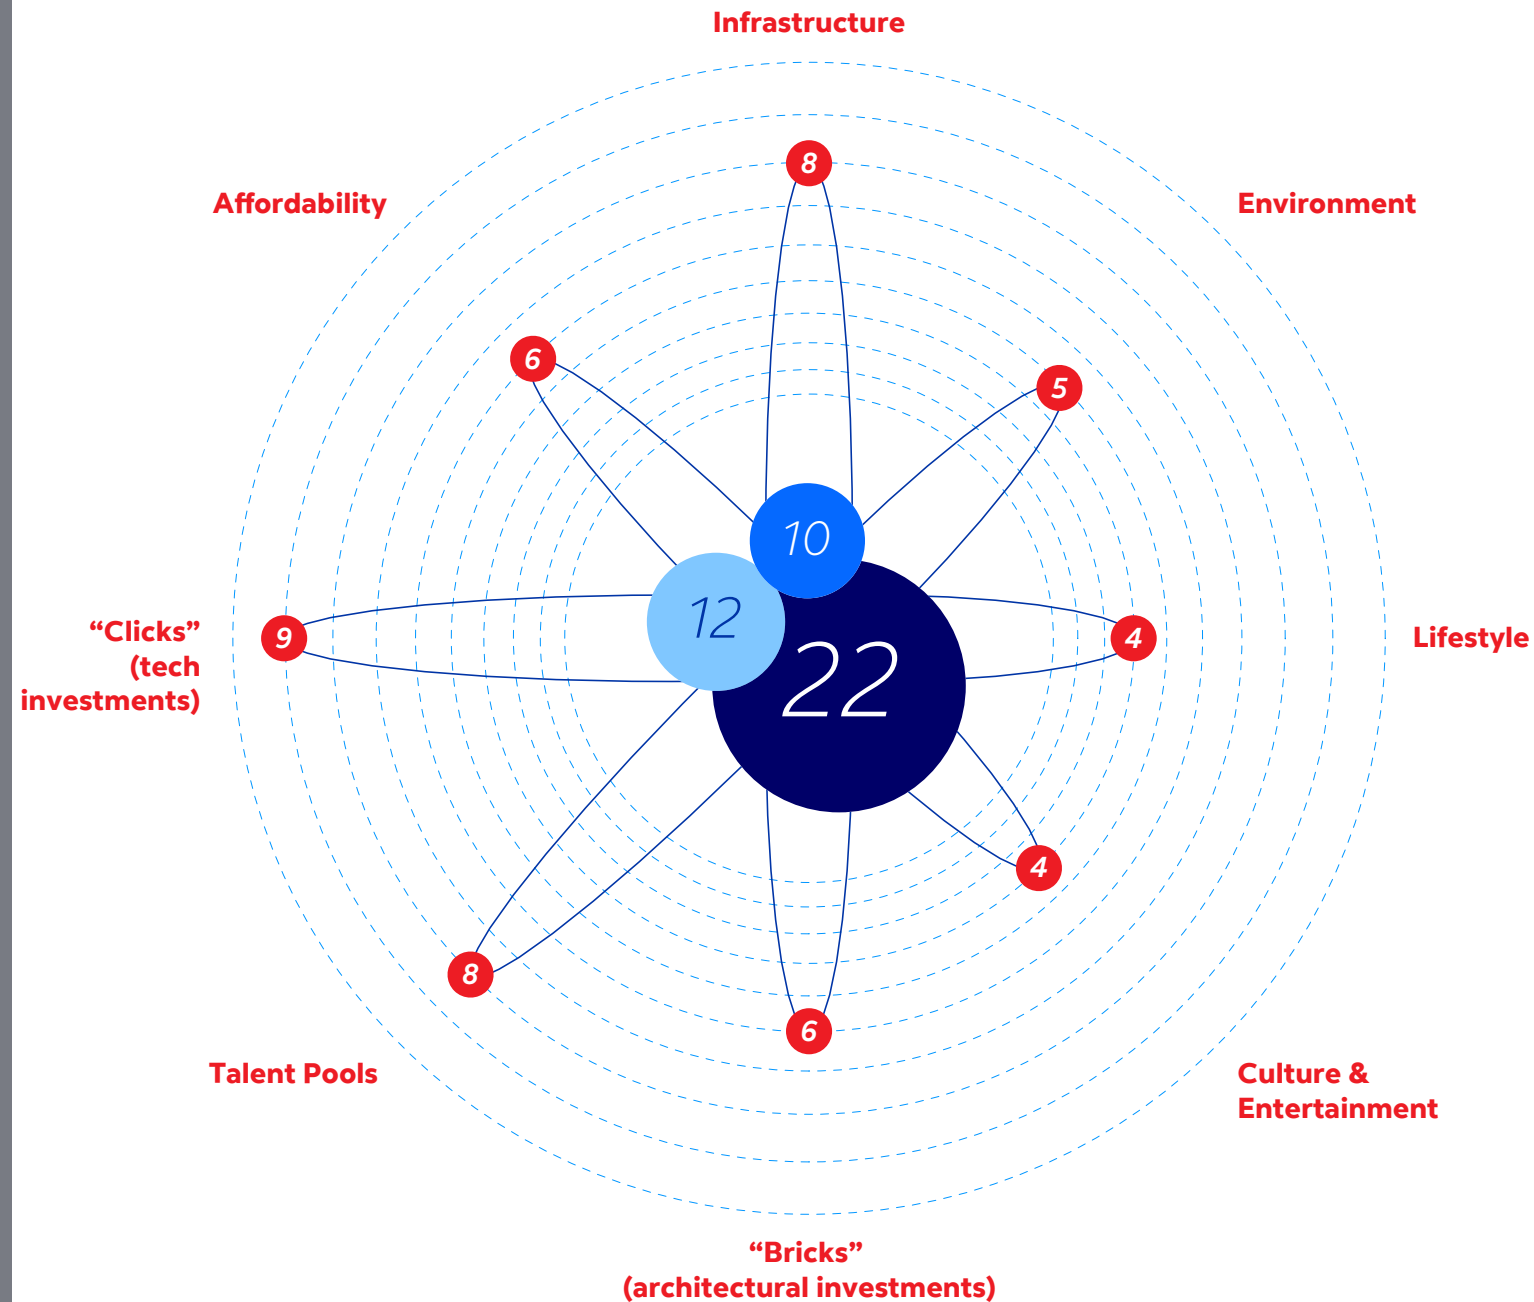 Infrastructure
8
Affordability
Environment
6
5
10
12
“Clicks”
(tech
investments)
9
4
Lifestyle
22
4
8
6
Talent Pools
Culture &
Entertainment
“Bricks”
(architectural investments)